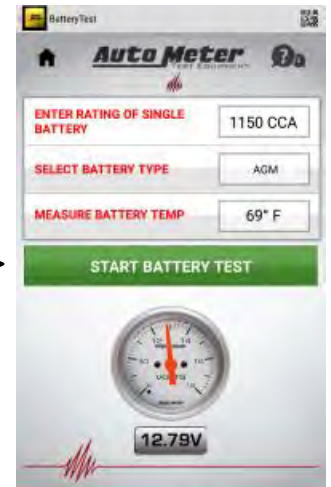 BatteryTest
Auto Meter
TEST EQUIPMENT
ENTER RATING OF SINGLE
BATTERY
1150 CCA
SELECT BATTERY TYPE
AGM
MEASURE BATTERY TEMP
69° F
START BATTERY TEST
VOLTS
12.79V